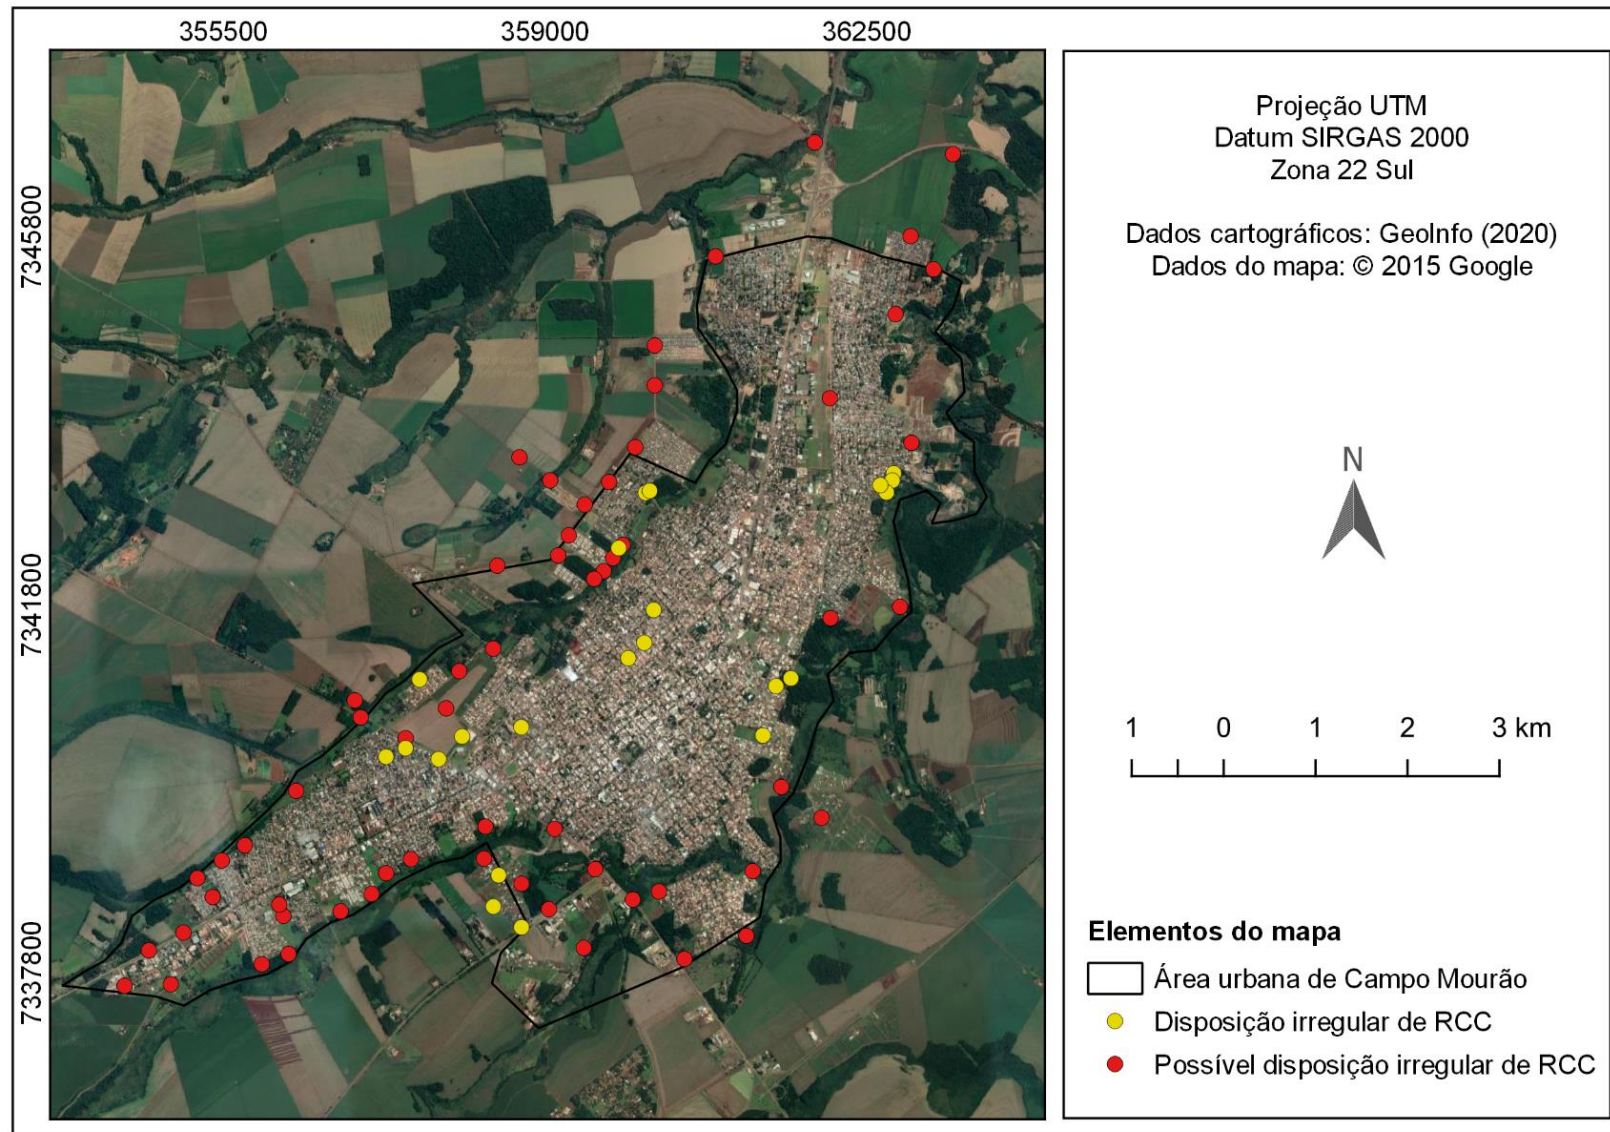 355500 359000 362500
7345800
7341800
7337800
Projeção UTM
Datum SIRGAS 2000
Zona 22 Sul
Dados cartográficos: GeoInfo (2020)
Dados do mapa: © 2015 Google
N
1 0 1 2 3 km
Elementos do mapa
Área urbana de Campo Mourão
Disposição irregular de RCC
Possível disposição irregular de RCC